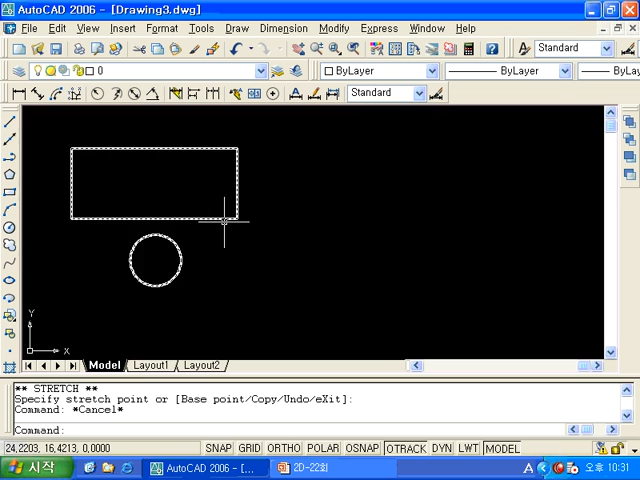 AutoCAD 2006 - [Drawing3.dwg]
File Edit View Insert Format Tools Draw Dimension Modify Express Window Help
Standard
0 ByLayer ByLayer ByLay
Standard
Y
X
Model Layout1 Layout2
** STRETCH **
Specify stretch point or [Base point/Copy/Undo/eXit]:
Command: *Cancel*
Command:
24,2203, 16,4213, 0,0000 SNAP GRID ORTHO POLAR OSNAP OTRACK DYN LWT MODEL
시작 AutoCAD 2006 - [... 2D-22회 A 오후 10:31